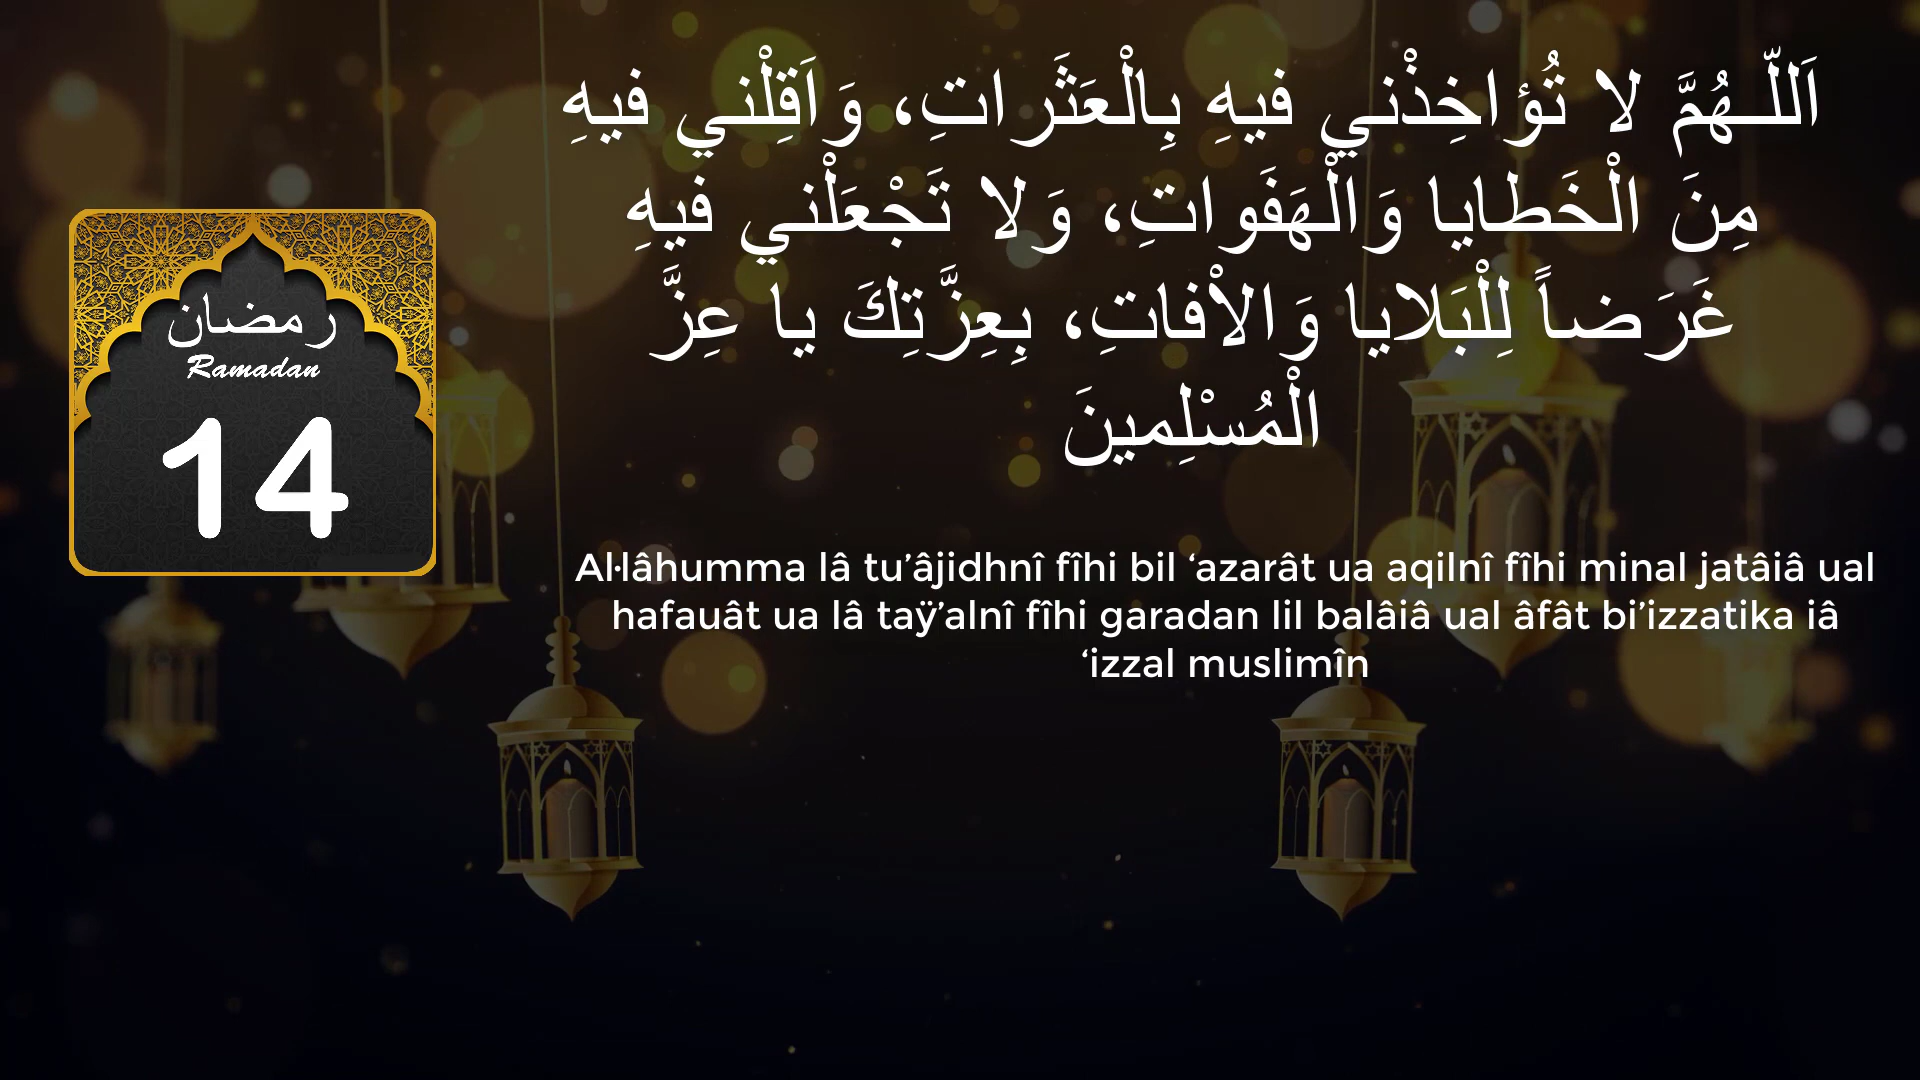 رمضان
Ramadan
14
اَللّـهُمَّ لا تُؤاخِذْني فيهِ بِالْعَثَراتِ، وَاَقِلْني فيهِ
مِنَ الْخَطايا وَالْهَفَواتِ، وَلا تَجْعَلْني فيهِ
غَرَضاً لِلْبَلايا وَالاْفاتِ، بِعِزَّتِكَ يا عِزَّ
الْمُسْلِمينَ
Al·lâhumma lâ tu’âjidhnî fîhi bil ‘azarât ua aqilnî fîhi minal jatâiâ ual
hafauât ua lâ taÿ’alnî fîhi garadan lil balâiâ ual âfât bi’izzatika iâ
‘izzal muslimîn